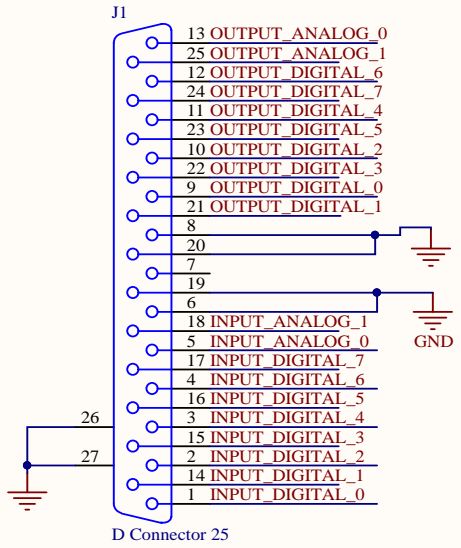 J1
13 OUTPUT_ANALOG_0
25 OUTPUT_ANALOG_1
12 OUTPUT_DIGITAL_6
24 OUTPUT_DIGITAL_7
11 OUTPUT_DIGITAL_4
23 OUTPUT_DIGITAL_5
10 OUTPUT_DIGITAL_2
22 OUTPUT_DIGITAL_3
9 OUTPUT_DIGITAL_0
21 OUTPUT_DIGITAL_1
8
20
7
19
6
GND
18 INPUT_ANALOG_1
5 INPUT_ANALOG_0
17 INPUT_DIGITAL_7
4 INPUT_DIGITAL_6
16 INPUT_DIGITAL_5
26
3 INPUT_DIGITAL_4
15 INPUT_DIGITAL_3
27
2 INPUT_DIGITAL_2
14 INPUT_DIGITAL_1
1 INPUT_DIGITAL_0
D Connector 25